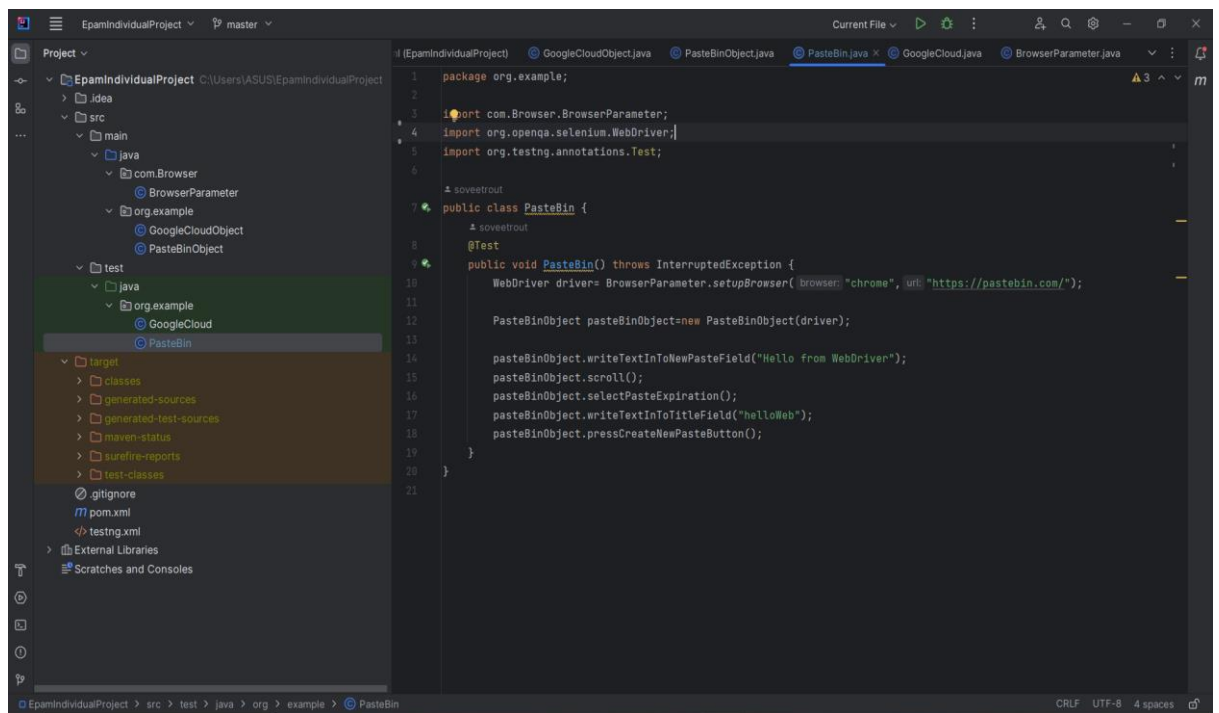 EpamIndividualProject master Current File
Project
EpamIndividualProject C:\Users\ASUS\EpamIndividualProject
.idea
src
main
java
com.Browser
BrowserParameter
org.example
GoogleCloudObject
PasteBinObject
test
java
org.example
GoogleCloud
PasteBin
target
classes
generated-sources
generated-test-sources
maven-status
surefire-reports
test-classes
.gitignore
m pom.xml
</> testng.xml
External Libraries
Scratches and Consoles
(EpamIndividualProject) GoogleCloudObject.java PasteBinObject.java PasteBin.java GoogleCloud.java BrowserParameter.java
1 package org.example;
2
3 import com.Browser.BrowserParameter;
4 import org.openqa.selenium.WebDriver;
5 import org.testng.annotations.Test;
6
soveetrout
7 public class PasteBin {
soveetrout
8 @Test
9 public void PasteBin() throws InterruptedException {
10 WebDriver driver= BrowserParameter.setupBrowser( browser: "chrome", url: "https://pastebin.com/");
11
12 PasteBinObject pasteBinObject=new PasteBinObject(driver);
13
14 pasteBinObject.writeTextInToNewPasteField("Hello from WebDriver");
15 pasteBinObject.scroll();
16 pasteBinObject.selectPasteExpiration();
17 pasteBinObject.writeTextInToTitleField("helloWeb");
18 pasteBinObject.pressCreateNewPasteButton();
19 }
20 }
21
3
m
EpamIndividualProject > src > test > java > org > example > PasteBin CRLF UTF-8 4 spaces